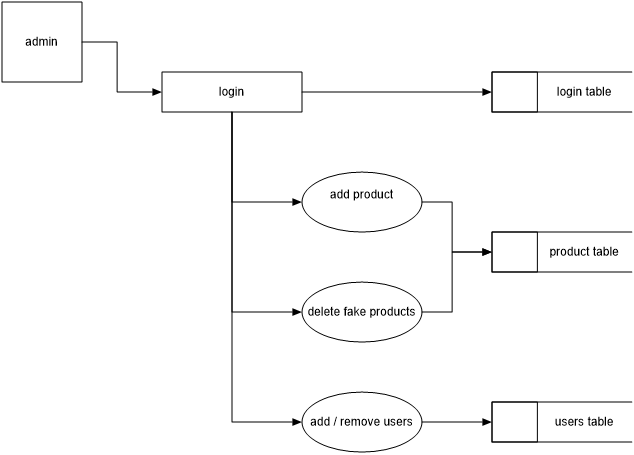 admin
login
login table
add product
product table
delete fake products
add / remove users
users table